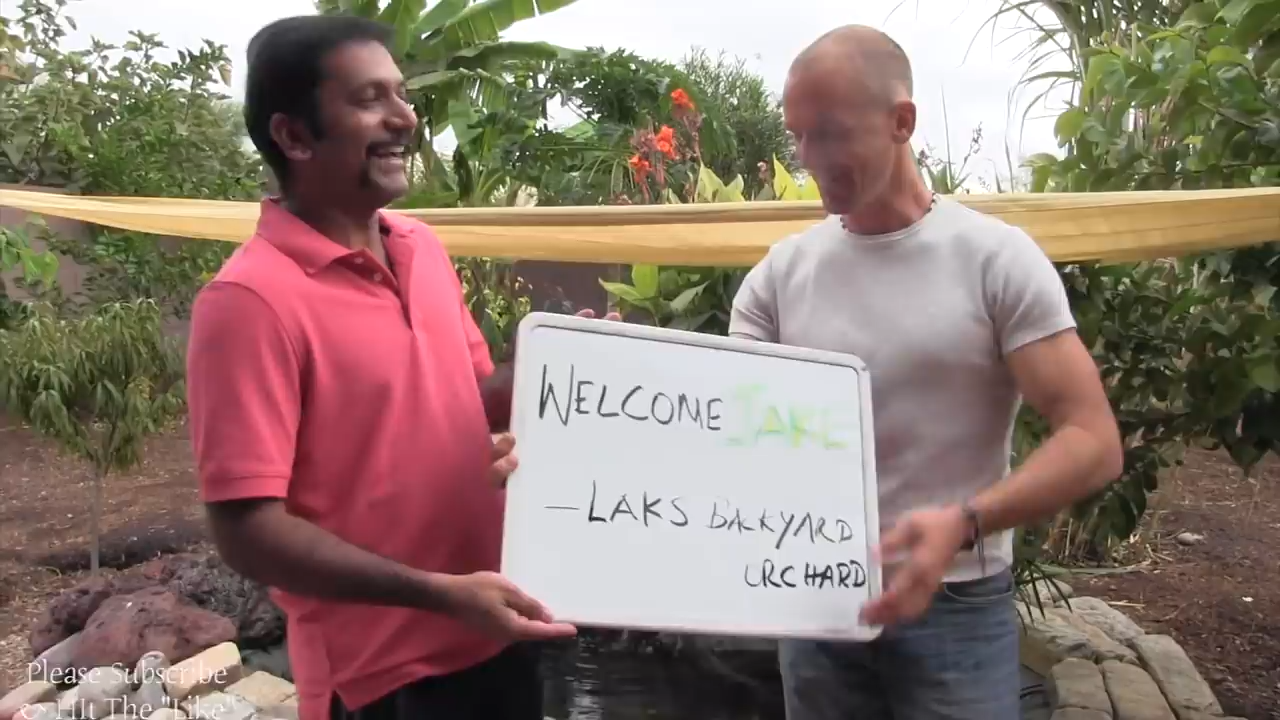 WELCOME JAKE
—LAKS BACKYARD
ORCHARD
Please Subscribe
& HIt The "Like"